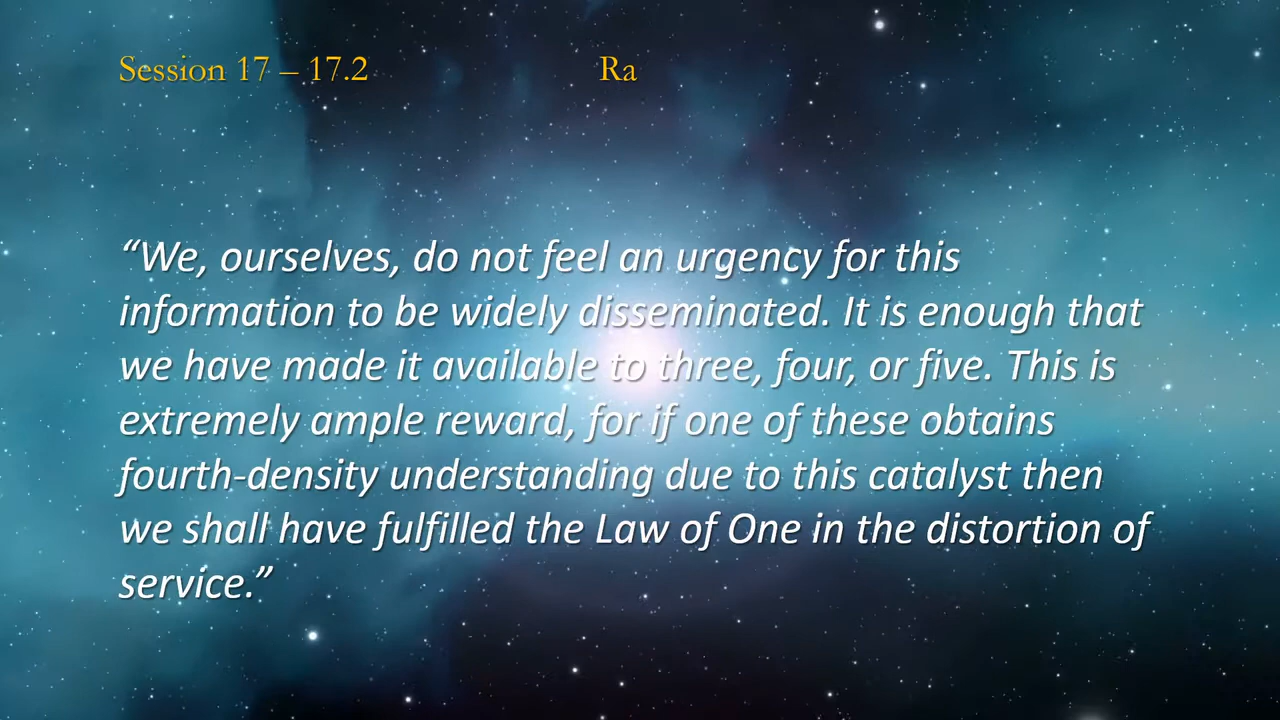 Session 17 – 17.2 Ra
“We, ourselves, do not feel an urgency for this
information to be widely disseminated. It is enough that
we have made it available to three, four, or five. This is
extremely ample reward, for if one of these obtains
fourth-density understanding due to this catalyst then
we shall have fulfilled the Law of One in the distortion of
service.”